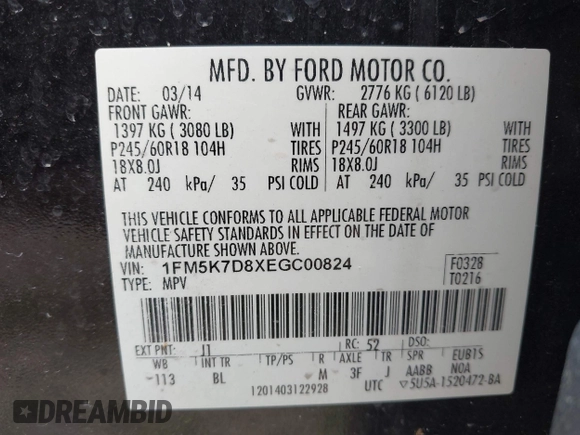 MFD. BY FORD MOTOR CO.
DATE: 03/14 GVWR: 2776 KG ( 6120 LB)
FRONT GAWR: REAR GAWR:
1397 KG ( 3080 LB) WITH 1497 KG ( 3300 LB) WITH
P245/60R18 104H TIRES P245/60R18 104H TIRES
18X8.0J RIMS 18X8.0J RIMS
AT 240 kPa/ 35 PSI COLD AT 240 kPa/ 35 PSI COLD
THIS VEHICLE CONFORMS TO ALL APPLICABLE FEDERAL MOTOR
VEHICLE SAFETY STANDARDS IN EFFECT ON THE DATE OF
MANUFACTURE SHOWN ABOVE.
VIN: 1FM5K7D8XEGC00824 F0328
TYPE: MPV T0216
EXT PNT: J1 RC: 52 DSO:
WB INT TR TP/PS R AXLE TR SPR EUB1S
113 BL M 3F J AABB NOA
1201403122928 UTC 5U5A-1520472-BA
DREAMBID